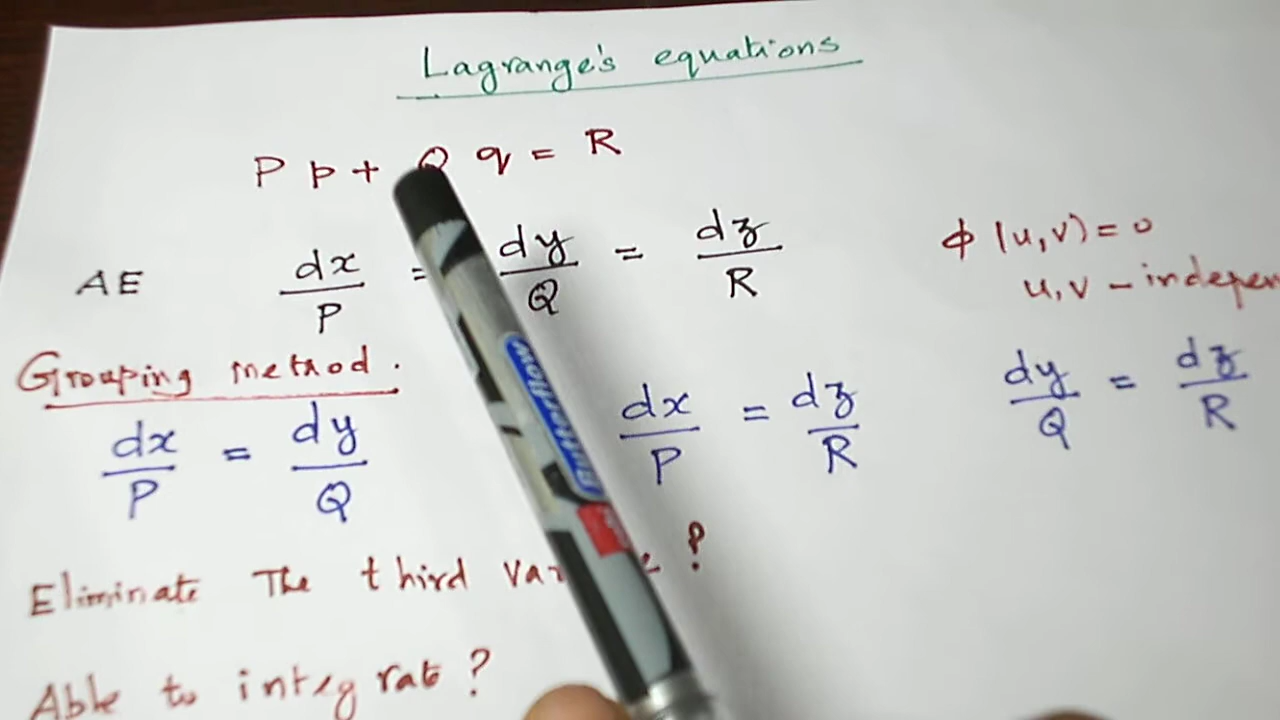 Lagrange's equations
P p + Q q = R
AE dx/P = dy/Q = dz/R
ϕ (u,v) = 0
u, v – indepen
Grouping method.
dx/P = dy/Q
dx/P = dz/R
dy/Q = dz/R
Eliminate The third var e ?
Able to integrate ?
butterflow